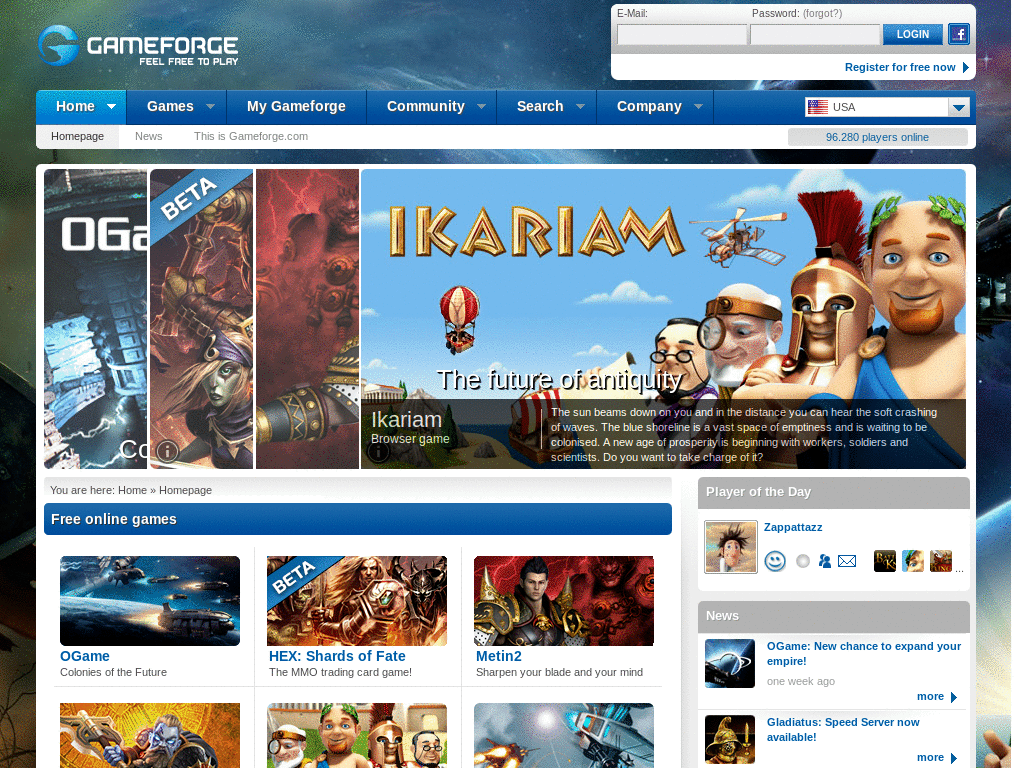 GAMEFORGE
FEEL FREE TO PLAY
E-Mail:
Password: (forgot?)
LOGIN
Register for free now
Home
Games
My Gameforge
Community
Search
Company
USA
Homepage
News
This is Gameforge.com
96.280 players online
OGa
BETA
IKARIAM
The future of antiquity
Co
Ikariam
Browser game
The sun beams down on you and in the distance you can hear the soft crashing
of waves. The blue shoreline is a vast space of emptiness and is waiting to be
colonised. A new age of prosperity is beginning with workers, soldiers and
scientists. Do you want to take charge of it?
You are here: Home » Homepage
Free online games
BETA
OGame
Colonies of the Future
HEX: Shards of Fate
The MMO trading card game!
Metin2
Sharpen your blade and your mind
Player of the Day
Zappattazz
...
News
OGame: New chance to expand your
empire!
one week ago
more
Gladiatus: Speed Server now
available!
more